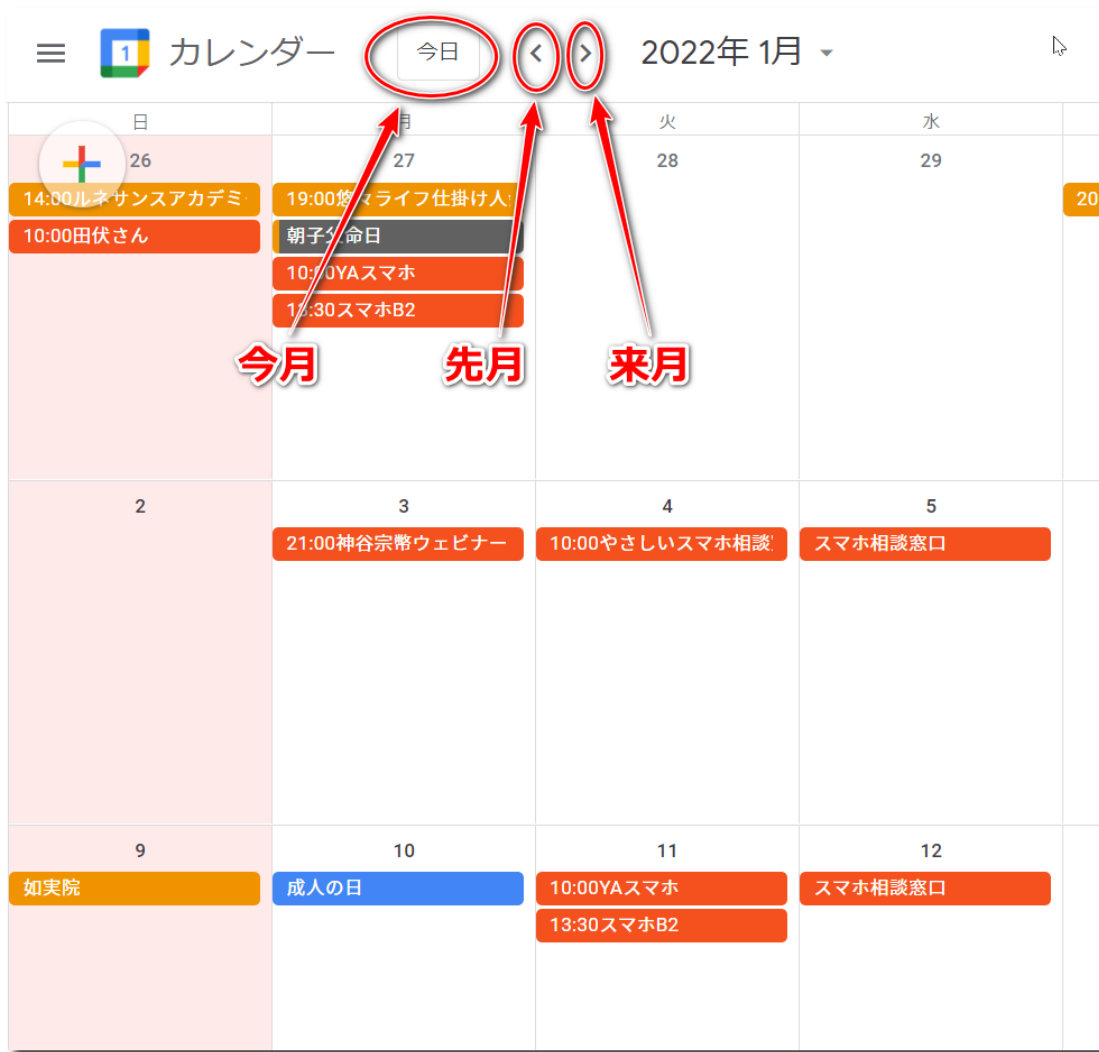 1 カレンダー 今日 < > 2022年 1月
日 月 火 水
26 27 28 29
14:00ルネサンスアカデミ 19:00悠々ライフ仕掛け人 20
10:00田伏さん 朝子父命日
10:00YAスマホ
13:30スマホB2
今月 先月 来月
2 3 4 5
21:00神谷宗幣ウェビナー 10:00やさしいスマホ相談 スマホ相談窓口
9 10 11 12
如実院 成人の日 10:00YAスマホ スマホ相談窓口
13:30スマホB2